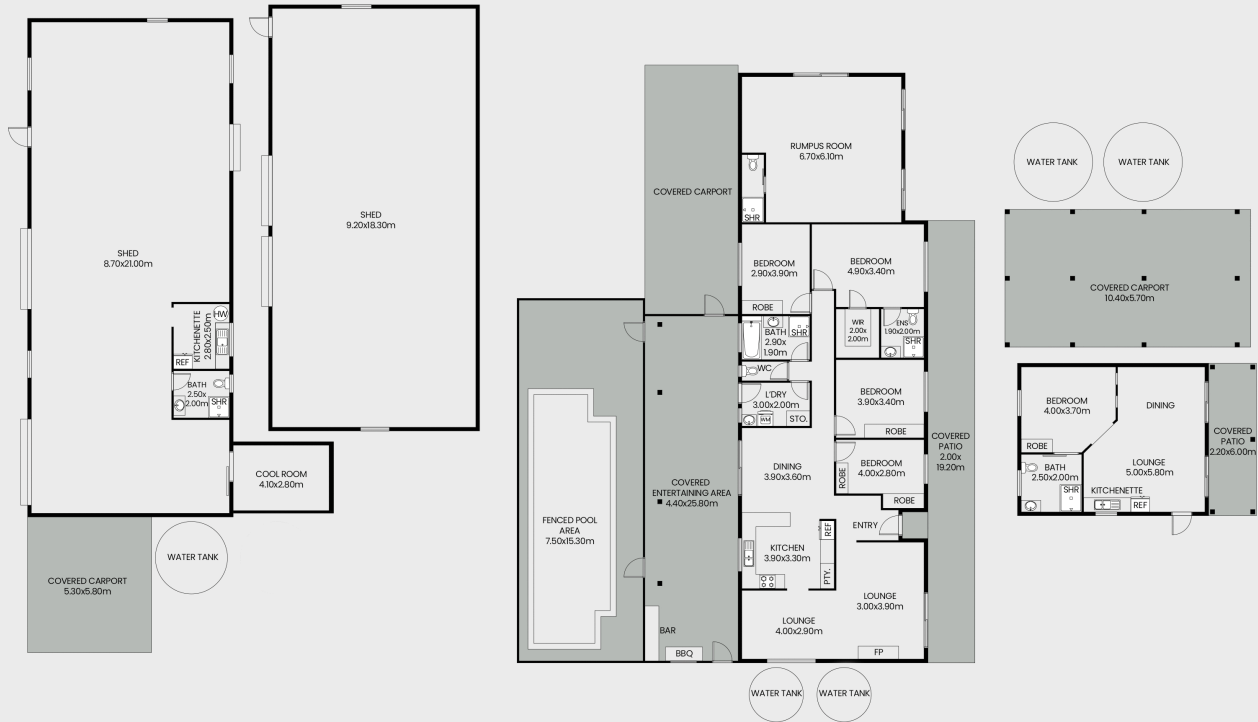 SHED
8.70x21.00m
KITCHENETTE
2.80x2.50m
HW
REF
BATH
2.50x
2.00m
SHR
COOL ROOM
4.10x2.80m
WATER TANK
COVERED CARPORT
5.30x5.80m
SHED
9.20x18.30m
COVERED CARPORT
RUMPUS ROOM
6.70x6.10m
SHR
BEDROOM
2.90x3.90m
ROBE
BEDROOM
4.90x3.40m
BATH
2.90x
1.90m
SHR
WIR
2.00x
2.00m
ENS
1.90x2.00m
SHR
WC
L'DRY
3.00x2.00m
WM
STO.
BEDROOM
3.90x3.40m
ROBE
BEDROOM
4.00x2.80m
ROBE
ROBE
DINING
3.90x3.60m
COVERED
ENTERTAINING AREA
4.40x25.80m
FENCED POOL
AREA
7.50x15.30m
COVERED
PATIO
2.00x
19.20m
ENTRY
KITCHEN
3.90x3.30m
REF
PTY.
LOUNGE
3.00x3.90m
LOUNGE
4.00x2.90m
FP
BAR
BBQ
WATER TANK
WATER TANK
WATER TANK
WATER TANK
COVERED CARPORT
10.40x5.70m
BEDROOM
4.00x3.70m
ROBE
DINING
COVERED
PATIO
2.20x6.00m
LOUNGE
5.00x5.80m
BATH
2.50x2.00m
SHR
KITCHENETTE
REF